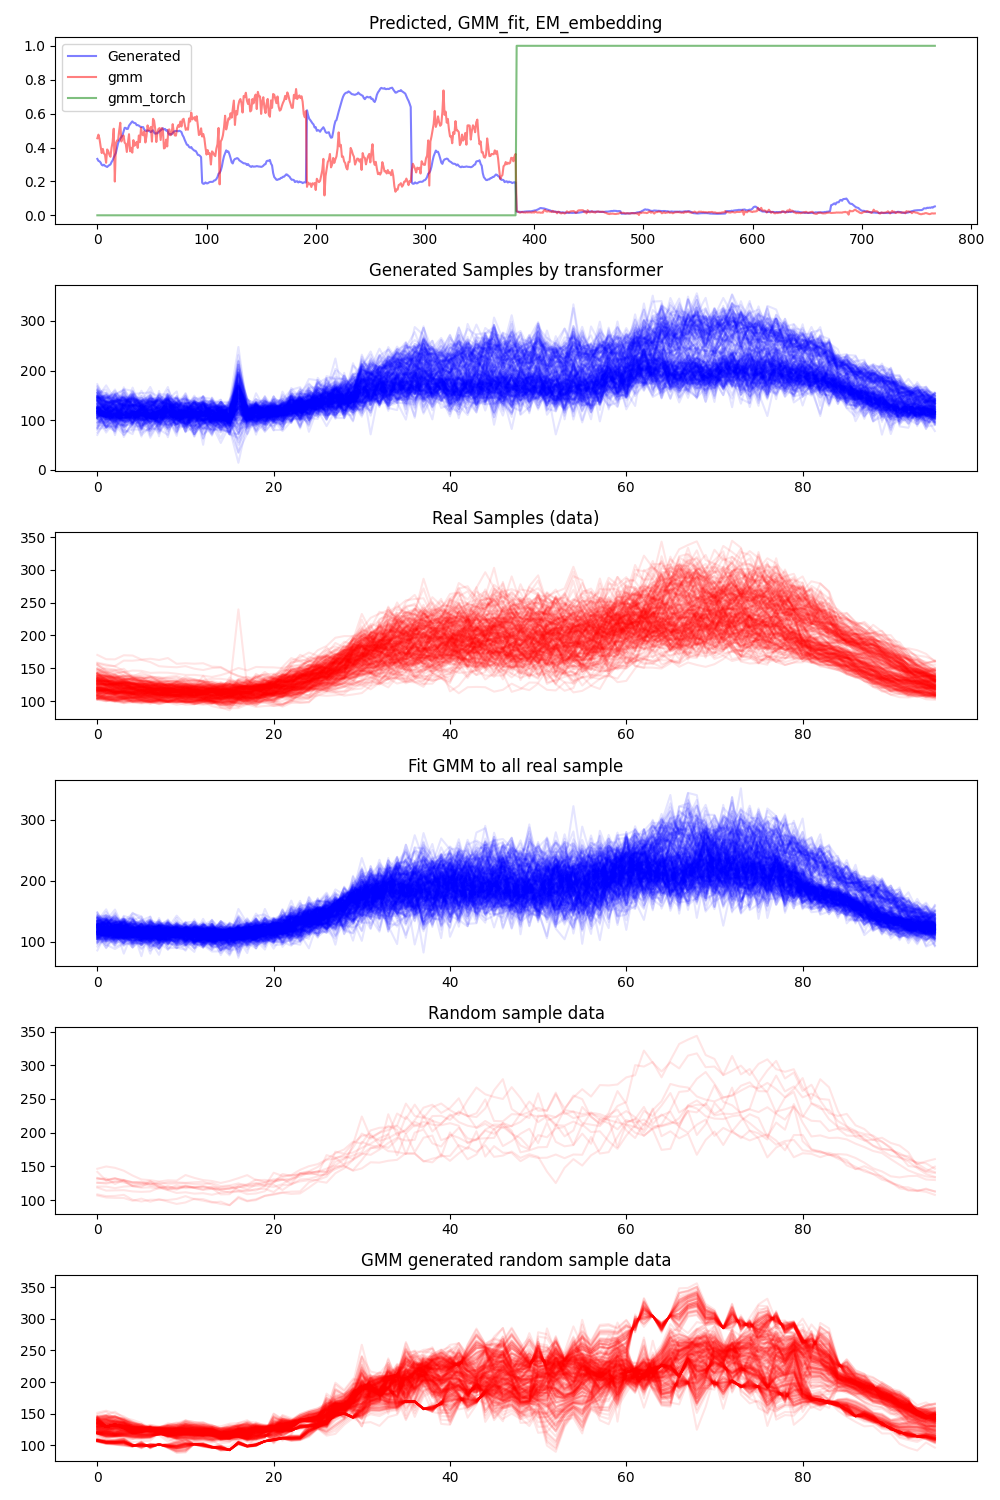 Predicted, GMM_fit, EM_embedding
1.0
0.8
0.6
0.4
0.2
0.0
Generated
gmm
gmm_torch
0 100 200 300 400 500 600 700 800
Generated Samples by transformer
300
200
100
0
0 20 40 60 80
Real Samples (data)
350
300
250
200
150
100
0 20 40 60 80
Fit GMM to all real sample
300
200
100
0 20 40 60 80
Random sample data
350
300
250
200
150
100
0 20 40 60 80
GMM generated random sample data
350
300
250
200
150
100
0 20 40 60 80